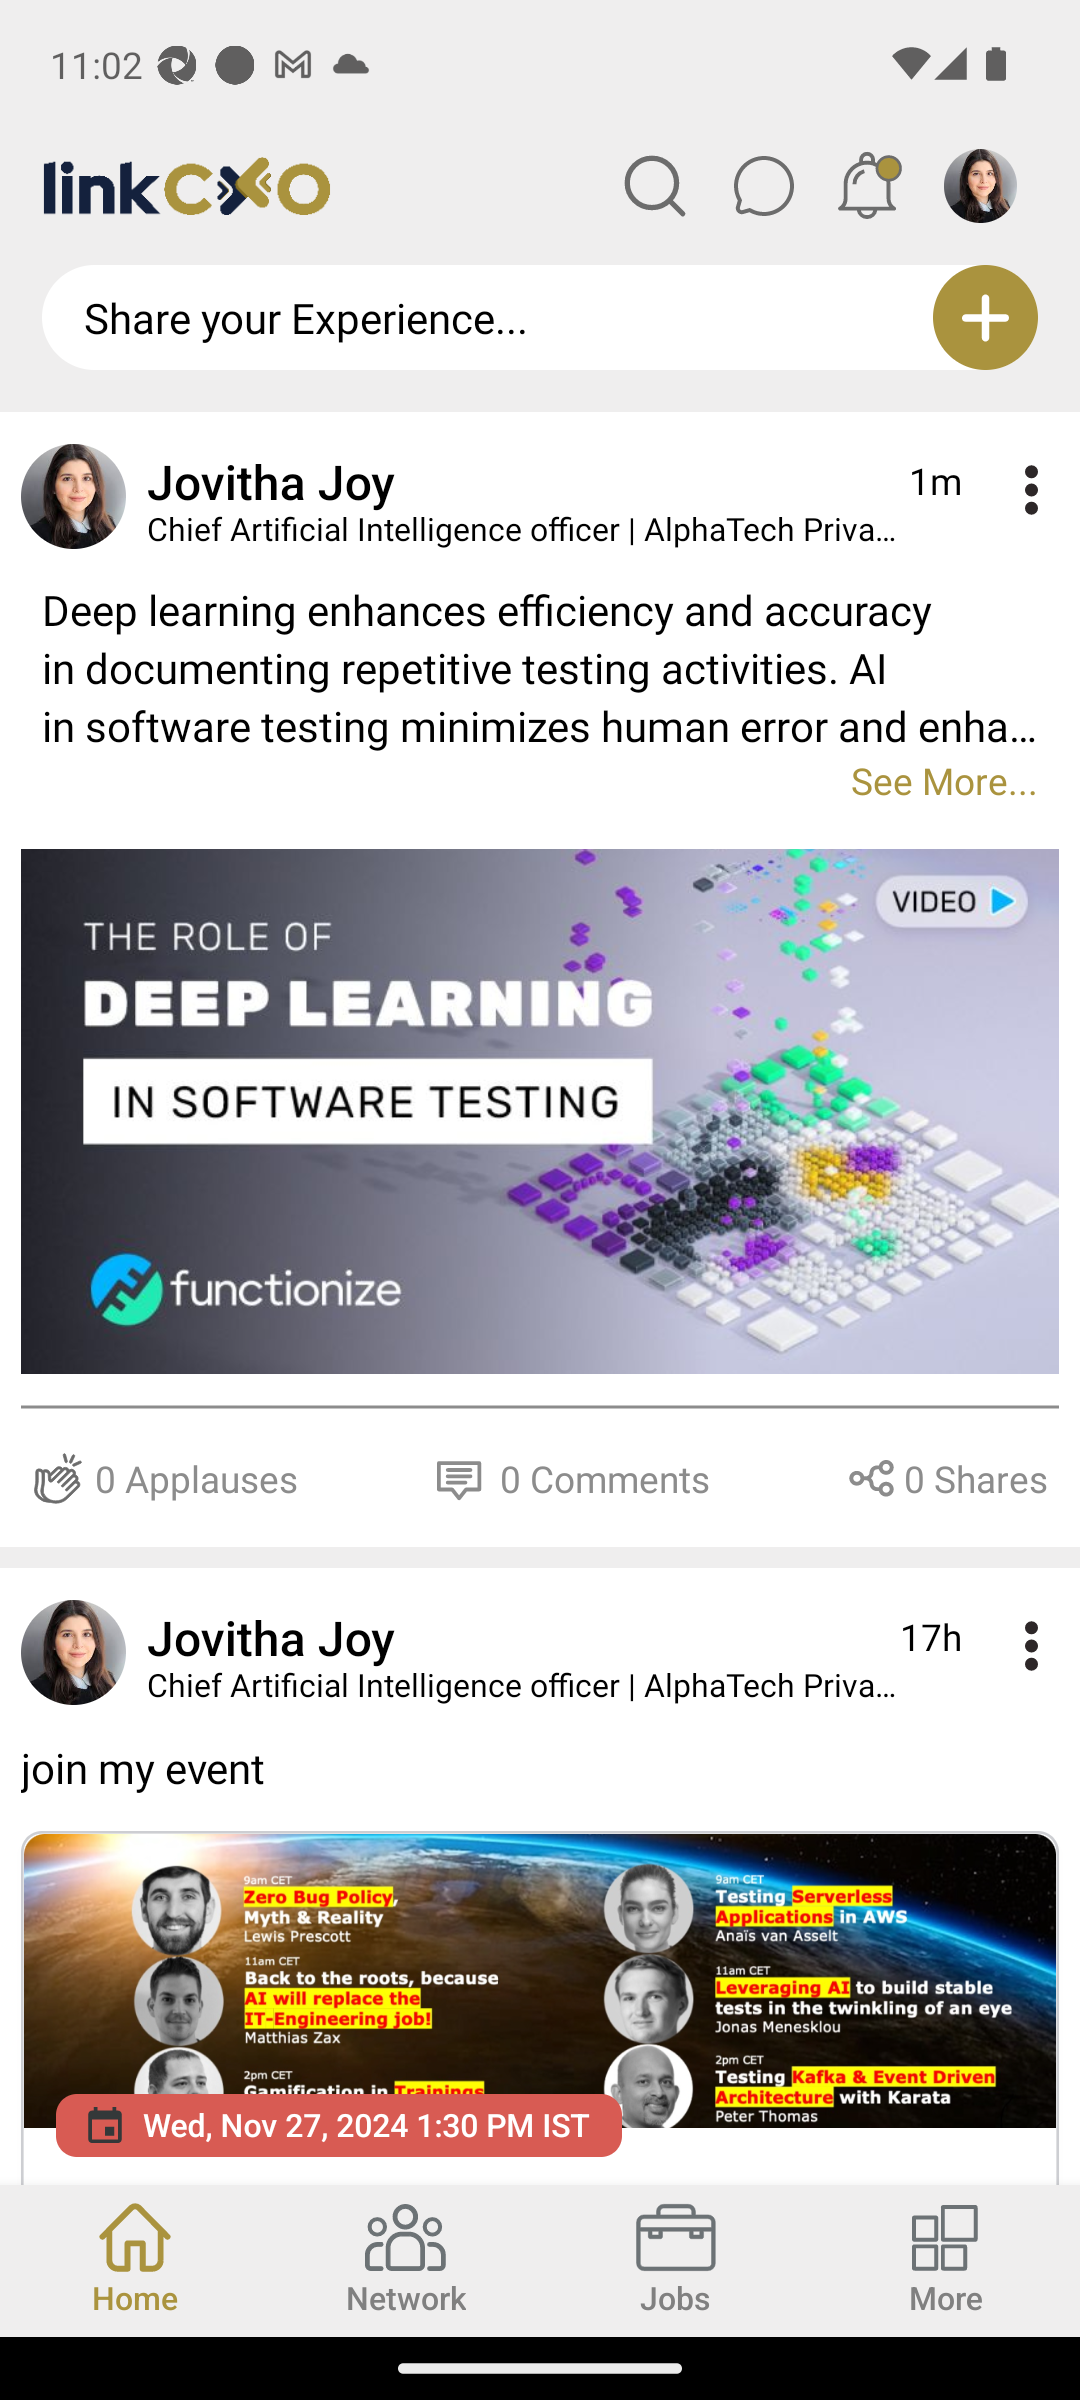 11:02
linkCXO
Share your Experience...
Jovitha Joy
1m
Chief Artificial Intelligence officer | AlphaTech Priva...
Deep learning enhances efficiency and accuracy
in documenting repetitive testing activities. AI
in software testing minimizes human error and enha...
See More...
VIDEO
THE ROLE OF
DEEP LEARNING
IN SOFTWARE TESTING
functionize
0 Applauses
0 Comments
0 Shares
Jovitha Joy
17h
Chief Artificial Intelligence officer | AlphaTech Priva...
join my event
9am CET
Zero Bug Policy,
Myth & Reality
Lewis Prescott
11am CET
Back to the roots, because
AI will replace the
IT-Engineering job!
Matthias Zax
2pm CET
Gamification in Trainings
9am CET
Testing Serverless
Applications in AWS
Anaïs van Asselt
11am CET
Leveraging AI to build stable
tests in the twinkling of an eye
Jonas Menesklou
2pm CET
Testing Kafka & Event Driven
Architecture with Karata
Peter Thomas
Wed, Nov 27, 2024 1:30 PM IST
Home
Network
Jobs
More